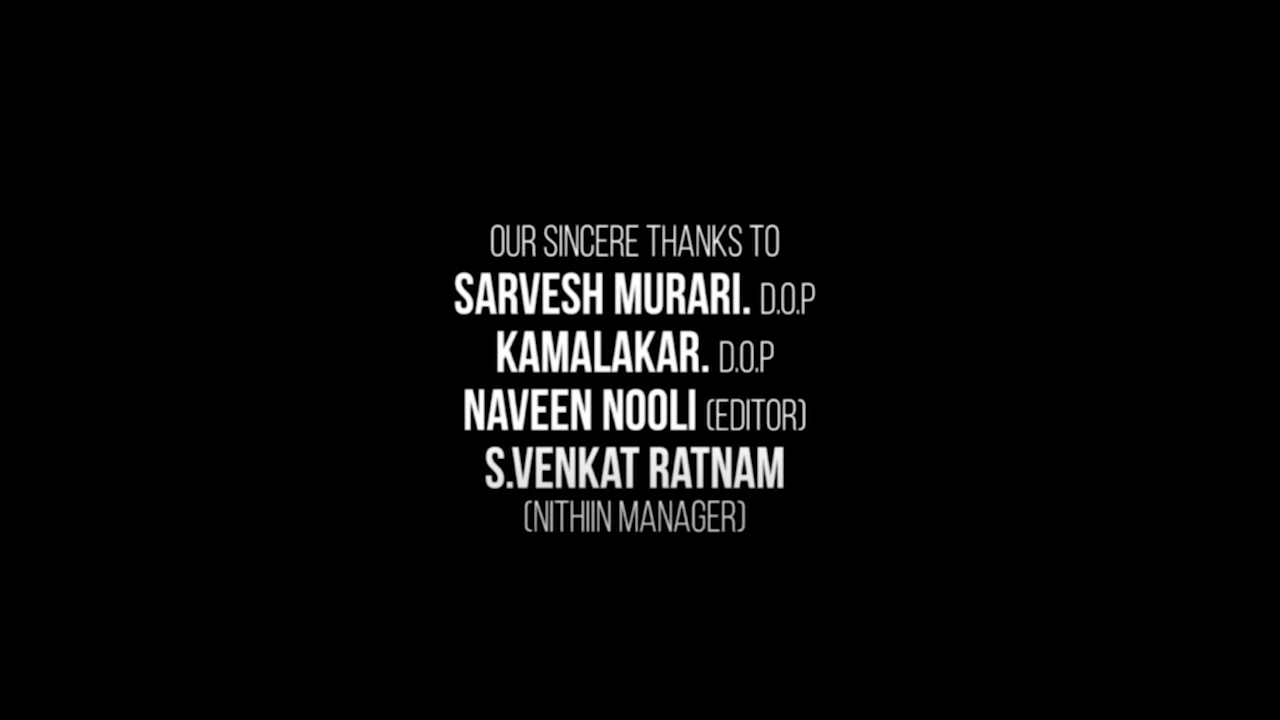 OUR SINCERE THANKS TO
SARVESH MURARI. D.O.P
KAMALAKAR. D.O.P
NAVEEN NOOLI (EDITOR)
S.VENKAT RATNAM
(NITHIIN MANAGER)